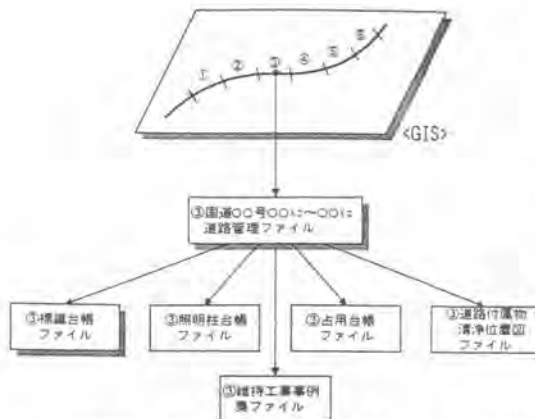 ① ② ③ ④ ⑤ ⑥
<GIS>
③国道○○号○○に~○○に
道路管理ファイル
③標識台帳
ファイル
③照明柱台帳
ファイル
③占用台帳
ファイル
③道路付属物
清浄位置図
ファイル
③維持工事事例
集ファイル